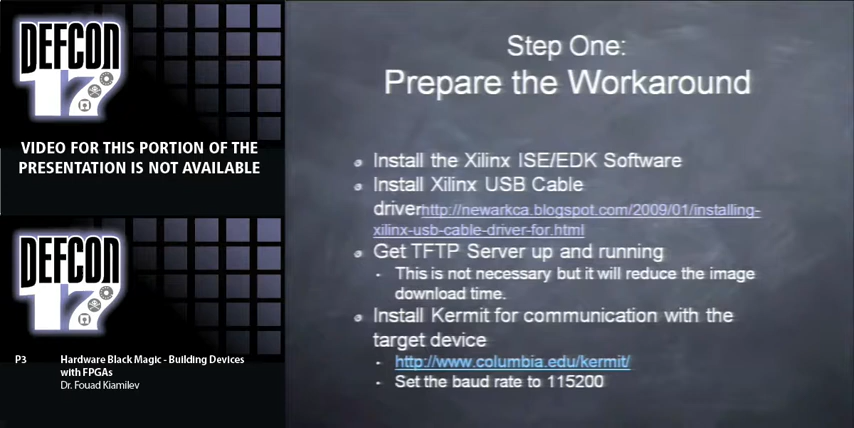 DEFCON
17
VIDEO FOR THIS PORTION OF THE
PRESENTATION IS NOT AVAILABLE
DEFCON
17
P3
Hardware Black Magic - Building Devices
with FPGAs
Dr. Fouad Kiamilev
Step One:
Prepare the Workaround
Install the Xilinx ISE/EDK Software
Install Xilinx USB Cable
driverhttp://newarkca.blogspot.com/2009/01/installing-
xilinx-usb-cable-driver-for.html
Get TFTP Server up and running
This is not necessary but it will reduce the image
download time.
Install Kermit for communication with the
target device
http://www.columbia.edu/kermit/
Set the baud rate to 115200